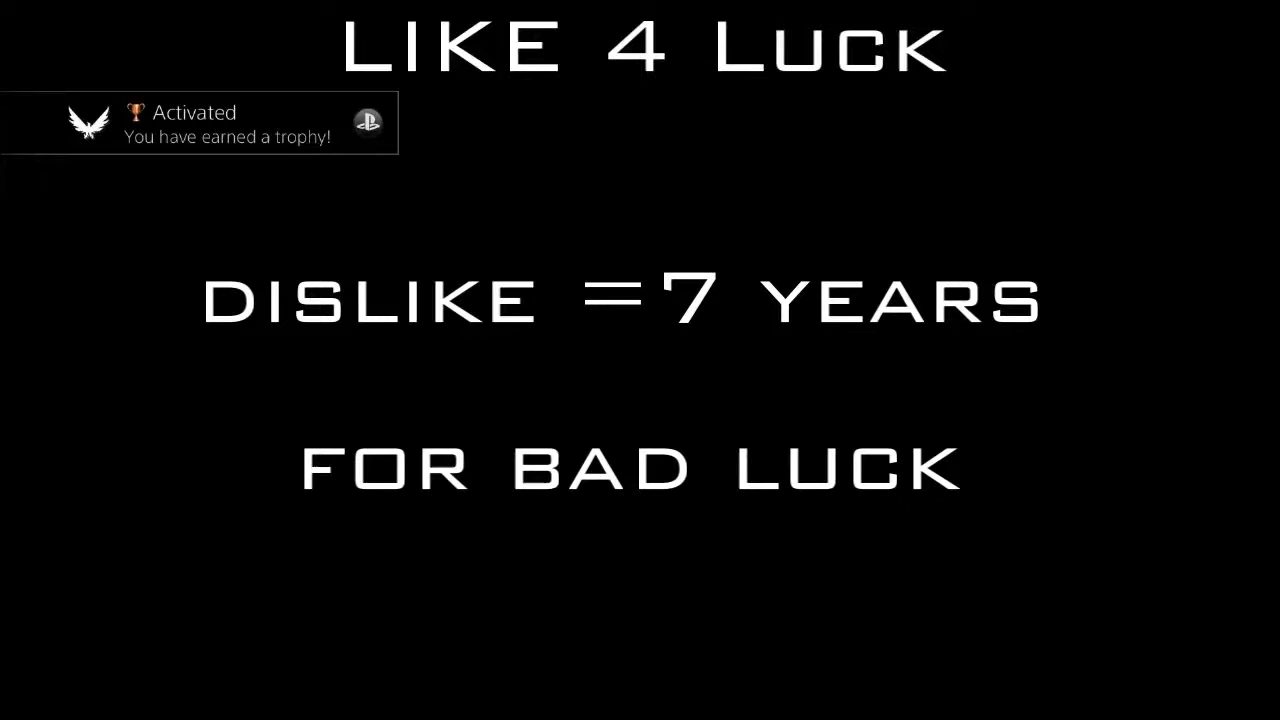 LIKE 4 Luck
Activated
You have earned a trophy!
DISLIKE =7 YEARS
FOR BAD LUCK